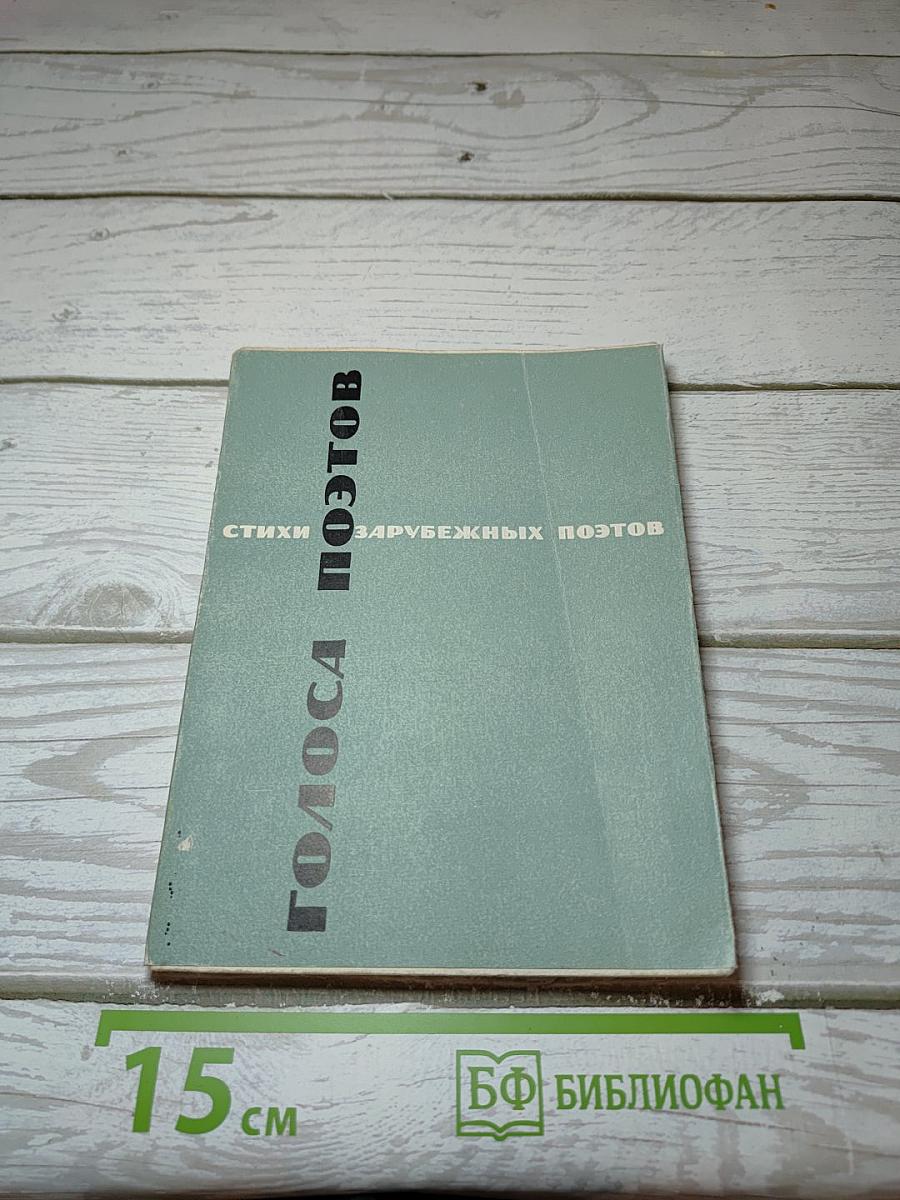 ГОЛОСА ПОЭТОВ
СТИХИ ЗАРУБЕЖНЫХ ПОЭТОВ
15 см
БФ БИБЛИОФАН